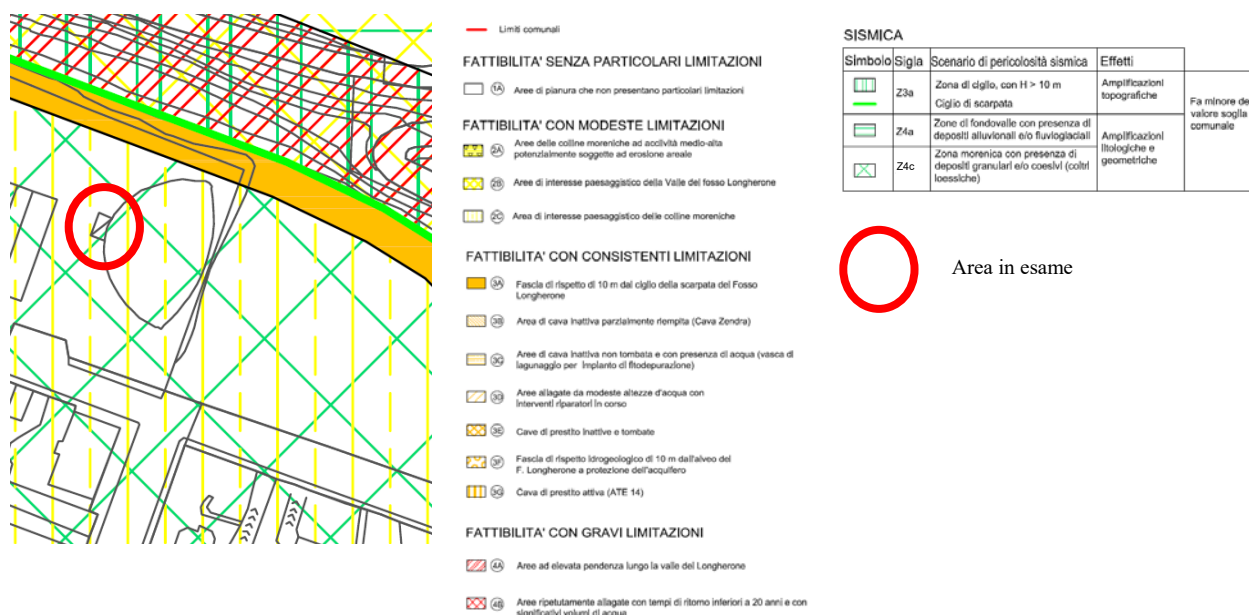 Limiti comunali
FATTIBILITA' SENZA PARTICOLARI LIMITAZIONI
1A Aree di pianura che non presentano particolari limitazioni
FATTIBILITA' CON MODESTE LIMITAZIONI
2A Aree delle colline moreniche ad acclività medio-alta
potenzialmente soggette ad erosione areale
2B Aree di interesse paesaggistico della Valle del fosso Longherone
2C Area di interesse paesaggistico delle colline moreniche
FATTIBILITA' CON CONSISTENTI LIMITAZIONI
3A Fascia di rispetto di 10 m dal ciglio della scarpata del Fosso
Longherone
3B Area di cava inattiva parzialmente riempita (Cava Zendra)
3C Area di cava inattiva non tombata e con presenza di acqua (vasca di
lagunaggio per impianto di fitodepurazione)
3D Aree allagate da modeste altezze d'acqua con
interventi riparatori in corso
3E Cave di prestito inattive e tombate
3F Fascia di rispetto idrogeologico di 10 m dall'alveo del
F. Longherone a protezione dell'acquifero
3G Cava di prestito attiva (ATE 14)
FATTIBILITA' CON GRAVI LIMITAZIONI
4A Aree ad elevata pendenza lungo la valle del Longherone
4B Aree ripetutamente allagate con tempi di ritorno inferiori a 20 anni e con
significativi volumi di acqua
SISMICA
Simbolo Sigla Scenario di pericolosità sismica Effetti
Z3a Zona di ciglio, con H > 10 m
Ciglio di scarpata
Amplificazioni
topografiche
Z4a Zone di fondovalle con presenza di
depositi alluvionali e/o fluvioglaciali
Z4c Zona morenica con presenza di
depositi granulari e/o coesivi (coltri
loessiche)
Amplificazioni
litologiche e
geometriche
Fa minore de
valore soglia
comunale
Area in esame